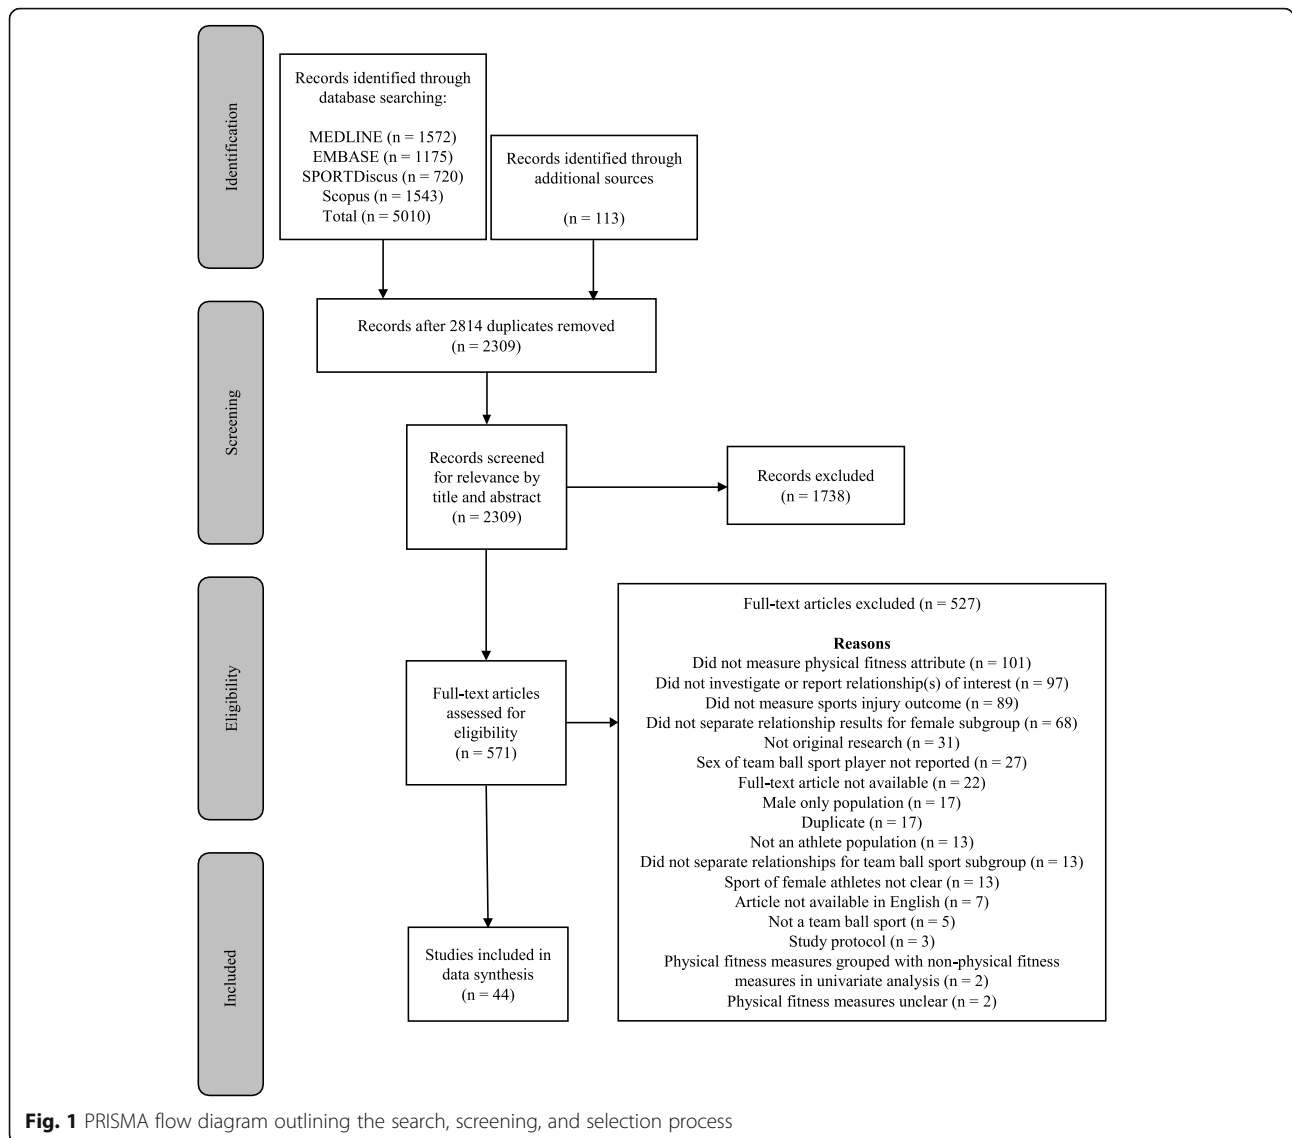 Identification
Records identified through
database searching:
MEDLINE (n = 1572)
EMBASE (n = 1175)
SPORTDiscus (n = 720)
Scopus (n = 1543)
Total (n = 5010)
Records identified through
additional sources
(n = 113)
Screening
Records after 2814 duplicates removed
(n = 2309)
Records screened
for relevance by
title and abstract
(n = 2309)
Records excluded
(n = 1738)
Eligibility
Full-text articles
assessed for
eligibility
(n = 571)
Full-text articles excluded (n = 527)
Reasons
Did not measure physical fitness attribute (n = 101)
Did not investigate or report relationship(s) of interest (n = 97)
Did not measure sports injury outcome (n = 89)
Did not separate relationship results for female subgroup (n = 68)
Not original research (n = 31)
Sex of team ball sport player not reported (n = 27)
Full-text article not available (n = 22)
Male only population (n = 17)
Duplicate (n = 17)
Not an athlete population (n = 13)
Did not separate relationships for team ball sport subgroup (n = 13)
Sport of female athletes not clear (n = 13)
Article not available in English (n = 7)
Not a team ball sport (n = 5)
Study protocol (n = 3)
Physical fitness measures grouped with non-physical fitness
measures in univariate analysis (n = 2)
Physical fitness measures unclear (n = 2)
Included
Studies included in
data synthesis
(n = 44)
Fig. 1 PRISMA flow diagram outlining the search, screening, and selection process